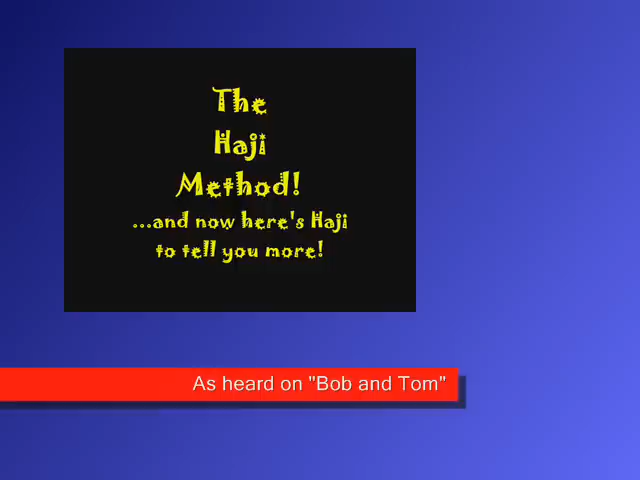 The
Haji
Method!
...and now here's Haji
to tell you more!
As heard on "Bob and Tom"